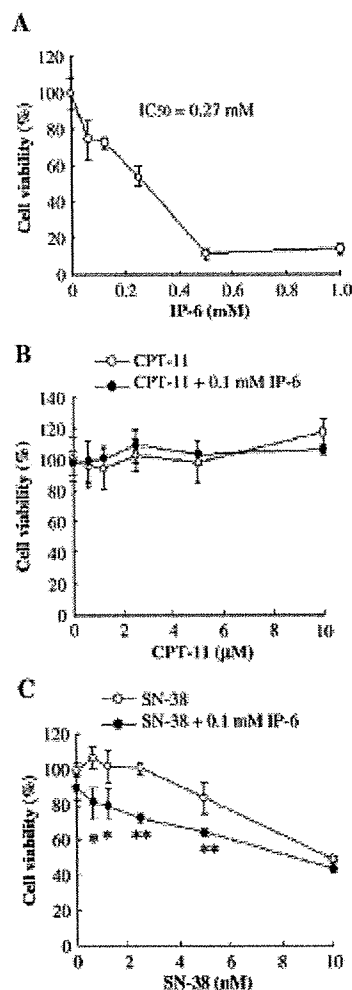 A
120
100
80
60
40
20
0
Cell viability (%)
IC50 = 0.27 mM
0 0.2 0.4 0.6 0.8 1.0
IP-6 (mM)
B
CPT-11
CPT-11 + 0.1 mM IP-6
140
120
100
80
60
40
20
0
Cell viability (%)
0 2 4 6 8 10
CPT-11 (μM)
C
SN-38
SN-38 + 0.1 mM IP-6
120
100
80
60
40
20
0
Cell viability (%)
* * ** **
0 2 4 6 8 10
SN-38 (nM)